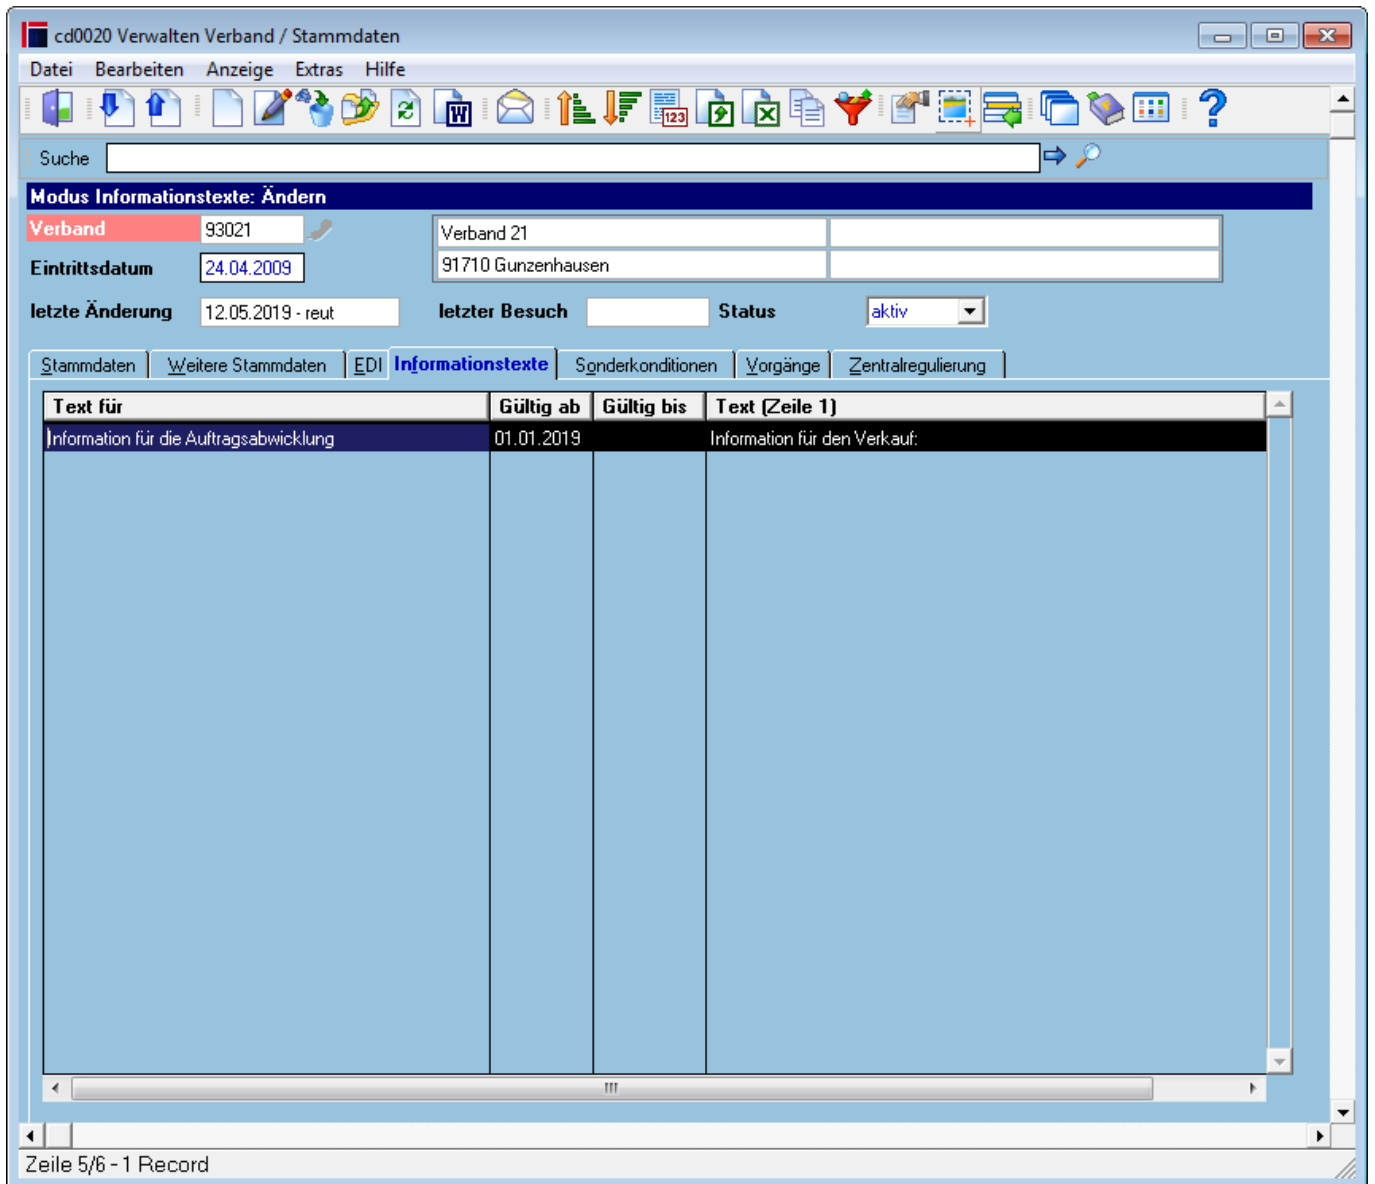 cd0020 Verwalten Verband / Stammdaten
Datei Bearbeiten Anzeige Extras Hilfe
W 123 ?
Suche
Modus Informationstexte: Ändern
Verband 93021 Verband 21
91710 Gunzenhausen
Eintrittsdatum 24.04.2009
letzte Änderung 12.05.2019 - reut letzter Besuch Status aktiv
Stammdaten Weitere Stammdaten EDI Informationstexte Sonderkonditionen Vorgänge Zentralregulierung
Text für Gültig ab Gültig bis Text (Zeile 1)
Information für die Auftragsabwicklung 01.01.2019 Information für den Verkauf:
Zeile 5/6 - 1 Record